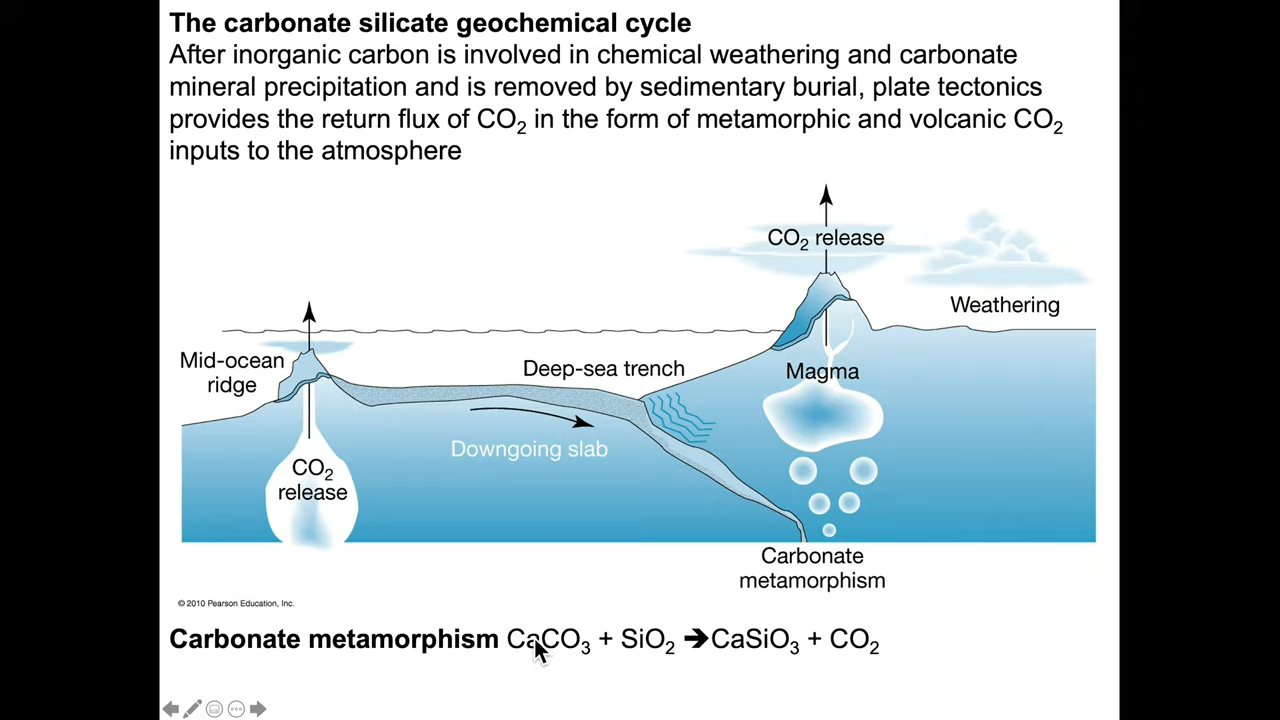 The carbonate silicate geochemical cycle
After inorganic carbon is involved in chemical weathering and carbonate
mineral precipitation and is removed by sedimentary burial, plate tectonics
provides the return flux of CO₂ in the form of metamorphic and volcanic CO₂
inputs to the atmosphere
CO₂ release
Weathering
Mid-ocean
ridge
Deep-sea trench
Magma
Downgoing slab
CO₂
release
Carbonate
metamorphism
© 2010 Pearson Education, Inc.
Carbonate metamorphism CaCO₃ + SiO₂ ➔CaSiO₃ + CO₂